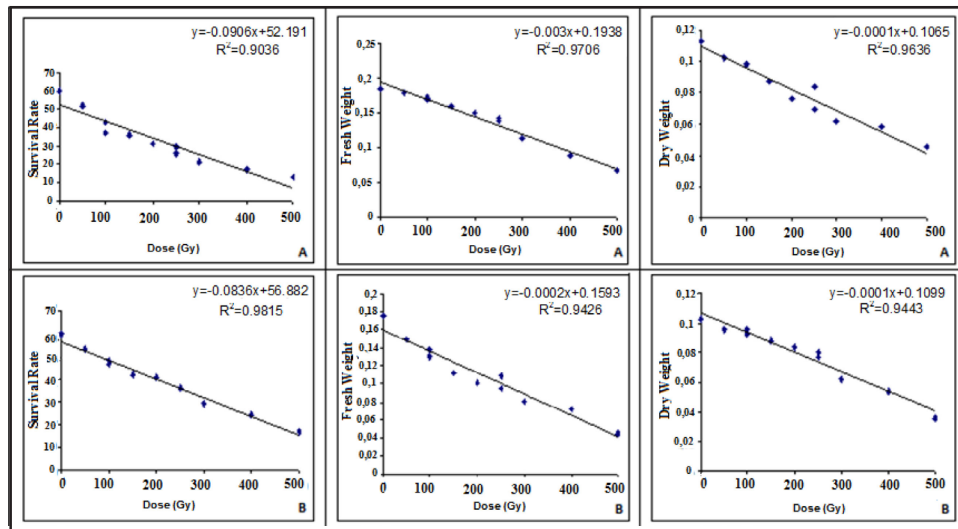 y=-0.0906x+52.191
R²=0.9036
Survival Rate
70
60
50
40
30
20
10
0
0 100 200 300 400 500
Dose (Gy)
A
y=-0.003x+0.1938
R²=0.9706
Fresh Weight
0,25
0,2
0,15
0,1
0,05
0
0 100 200 300 400 500
Dose (Gy)
A
y=-0.0001x+0.1065
R²=0.9636
Dry Weight
0,12
0,1
0,08
0,06
0,04
0,02
0
0 100 200 300 400 500
Dose (Gy)
A
y=-0.0836x+56.882
R²=0.9815
Survival Rate
70
60
50
40
30
20
10
0
0 100 200 300 400 500
Dose (Gy)
B
y=-0.0002x+0.1593
R²=0.9426
Fresh Weight
0,2
0,16
0,12
0,1
0,08
0,04
0
0 100 200 300 400 500
Dose (Gy)
B
y=-0.0001x+0.1099
R²=0.9443
Dry Weight
0,12
0,1
0,08
0,06
0,04
0,02
0
0 100 200 300 400 500
Dose (Gy)
B